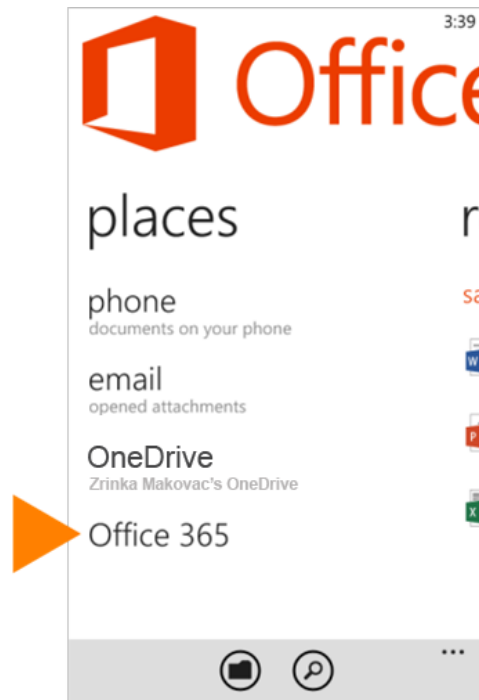 3:39
Office
places
phone
documents on your phone
email
opened attachments
OneDrive
Zrinka Makovac's OneDrive
Office 365
W
P
X